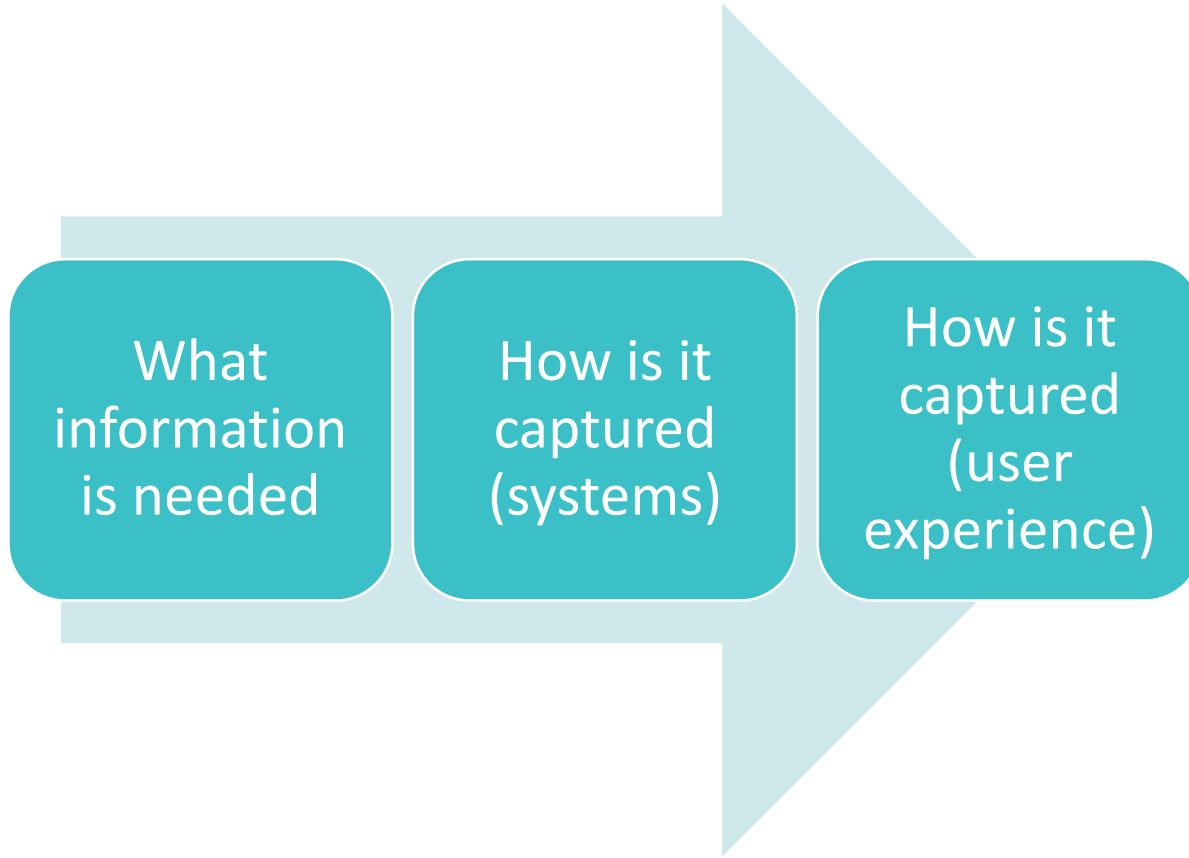 What
information
is needed
How is it
captured
(systems)
How is it
captured
(user
experience)